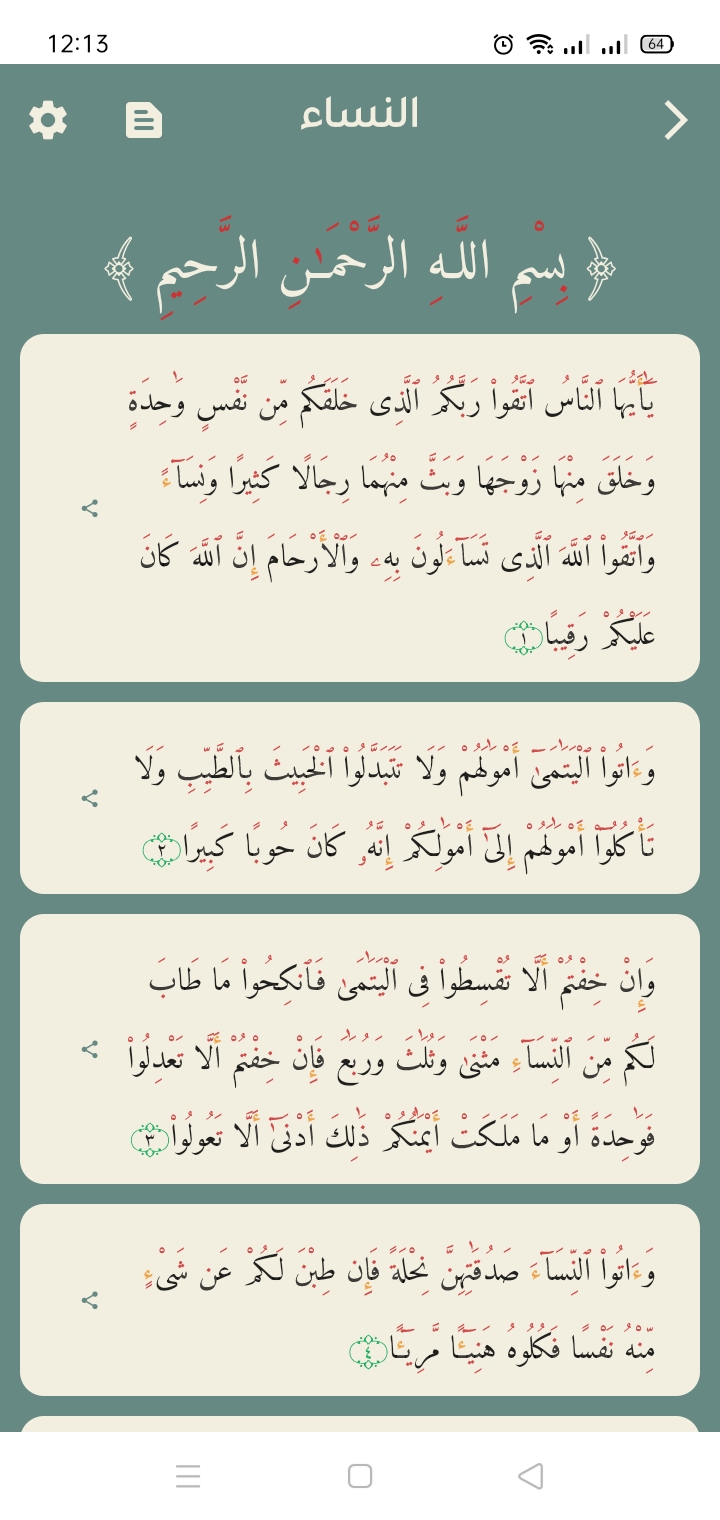 12:13
64
النساء
﴿ بِسْمِ اللَّـهِ الرَّحْمَـٰنِ الرَّحِيمِ ﴾
يَٰٓأَيُّهَا ٱلنَّاسُ ٱتَّقُوا۟ رَبَّكُمُ ٱلَّذِى خَلَقَكُم مِّن نَّفْسٍ وَٰحِدَةٍ
وَخَلَقَ مِنْهَا زَوْجَهَا وَبَثَّ مِنْهُمَا رِجَالًا كَثِيرًا وَنِسَآءً
وَٱتَّقُوا۟ ٱللَّهَ ٱلَّذِى تَسَآءَلُونَ بِهِۦ وَٱلْأَرْحَامَ إِنَّ ٱللَّهَ كَانَ
عَلَيْكُمْ رَقِيبًا ١
وَءَاتُوا۟ ٱلْيَتَٰمَىٰٓ أَمْوَٰلَهُمْ وَلَا تَتَبَدَّلُوا۟ ٱلْخَبِيثَ بِٱلطَّيِّبِ وَلَا
تَأْكُلُوٓا۟ أَمْوَٰلَهُمْ إِلَىٰٓ أَمْوَٰلِكُمْ إِنَّهُۥ كَانَ حُوبًا كَبِيرًا ٢
وَإِنْ خِفْتُمْ أَلَّا تُقْسِطُوا۟ فِى ٱلْيَتَٰمَىٰ فَٱنكِحُوا۟ مَا طَابَ
لَكُم مِّنَ ٱلنِّسَآءِ مَثْنَىٰ وَثُلَٰثَ وَرُبَٰعَ فَإِنْ خِفْتُمْ أَلَّا تَعْدِلُوا۟
فَوَٰحِدَةً أَوْ مَا مَلَكَتْ أَيْمَٰنُكُمْ ذَٰلِكَ أَدْنَىٰٓ أَلَّا تَعُولُوا۟ ٣
وَءَاتُوا۟ ٱلنِّسَآءَ صَدُقَٰتِهِنَّ نِحْلَةً فَإِن طِبْنَ لَكُمْ عَن شَىْءٍ
مِّنْهُ نَفْسًا فَكُلُوهُ هَنِيٓـًٔا مَّرِيٓـًٔا ٤